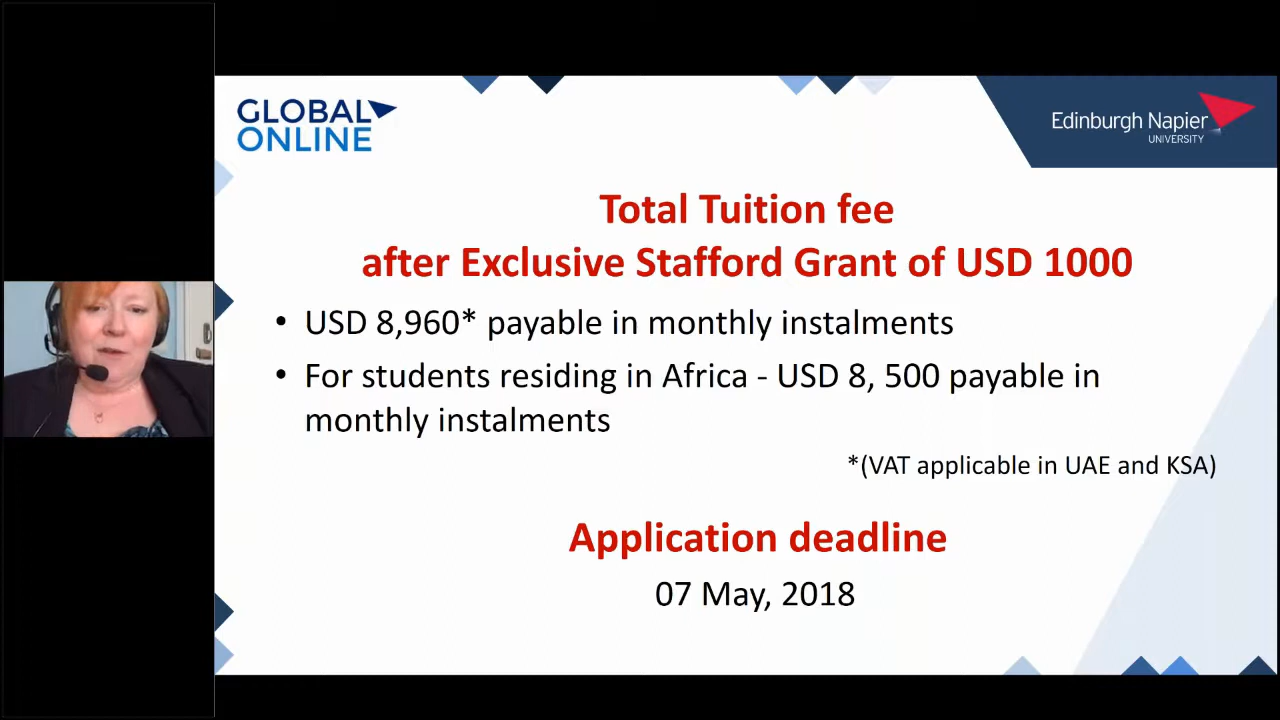 GLOBAL
ONLINE
Edinburgh Napier
UNIVERSITY
Total Tuition fee
after Exclusive Stafford Grant of USD 1000
• USD 8,960* payable in monthly instalments
• For students residing in Africa - USD 8, 500 payable in
monthly instalments
*(VAT applicable in UAE and KSA)
Application deadline
07 May, 2018